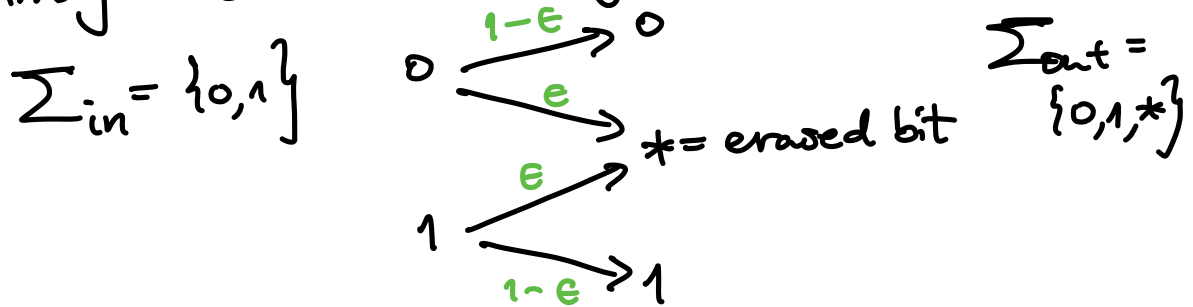 1-ϵ
0
Σin = {0,1}
0
ϵ
* = erased bit
Σout =
{0,1,*}
ϵ
1
1-ϵ
1